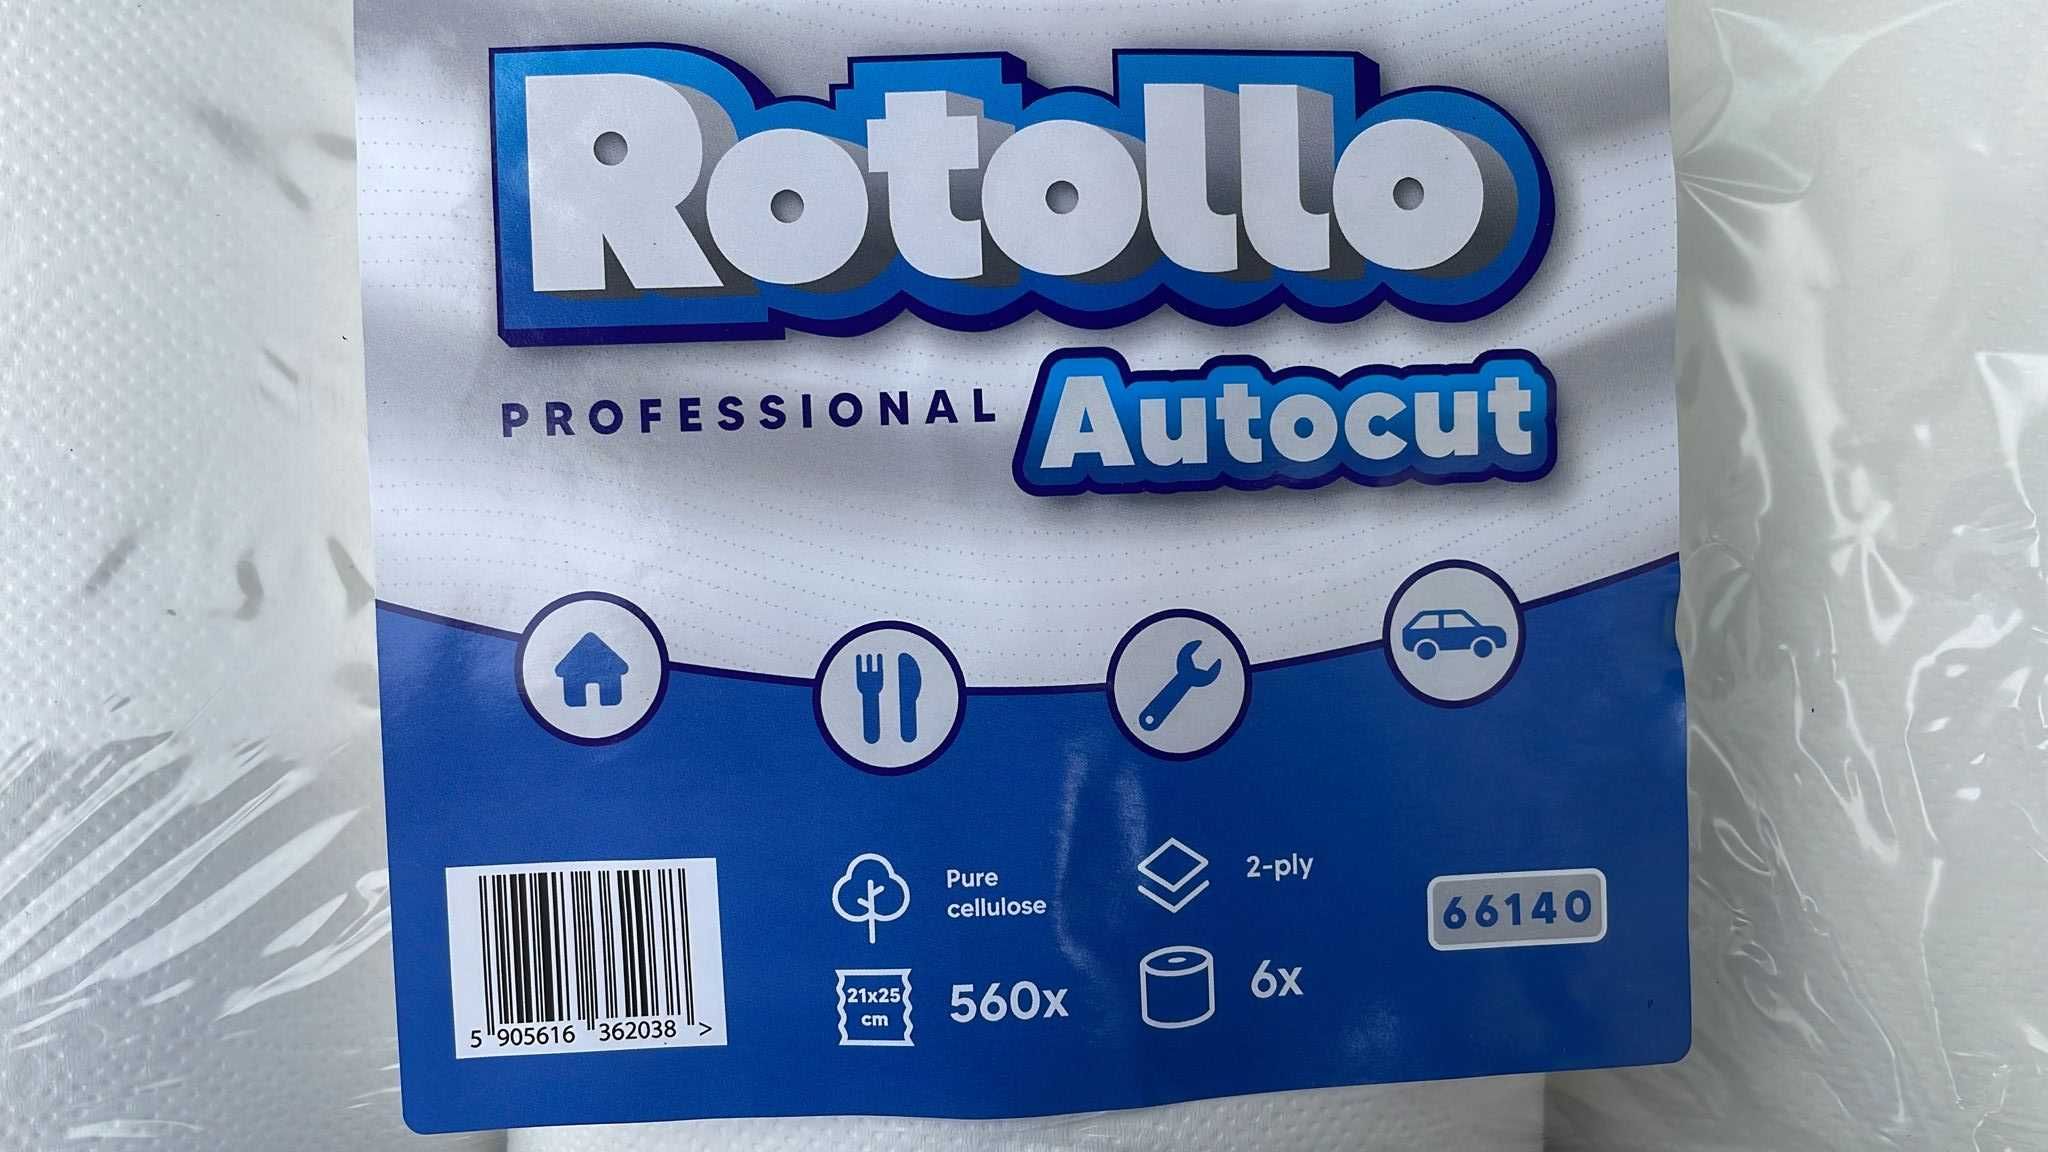 Rotollo
PROFESSIONAL Autocut
Pure
cellulose
2-ply
66140
21x25
cm
560x
6x
5 905616 362038 >